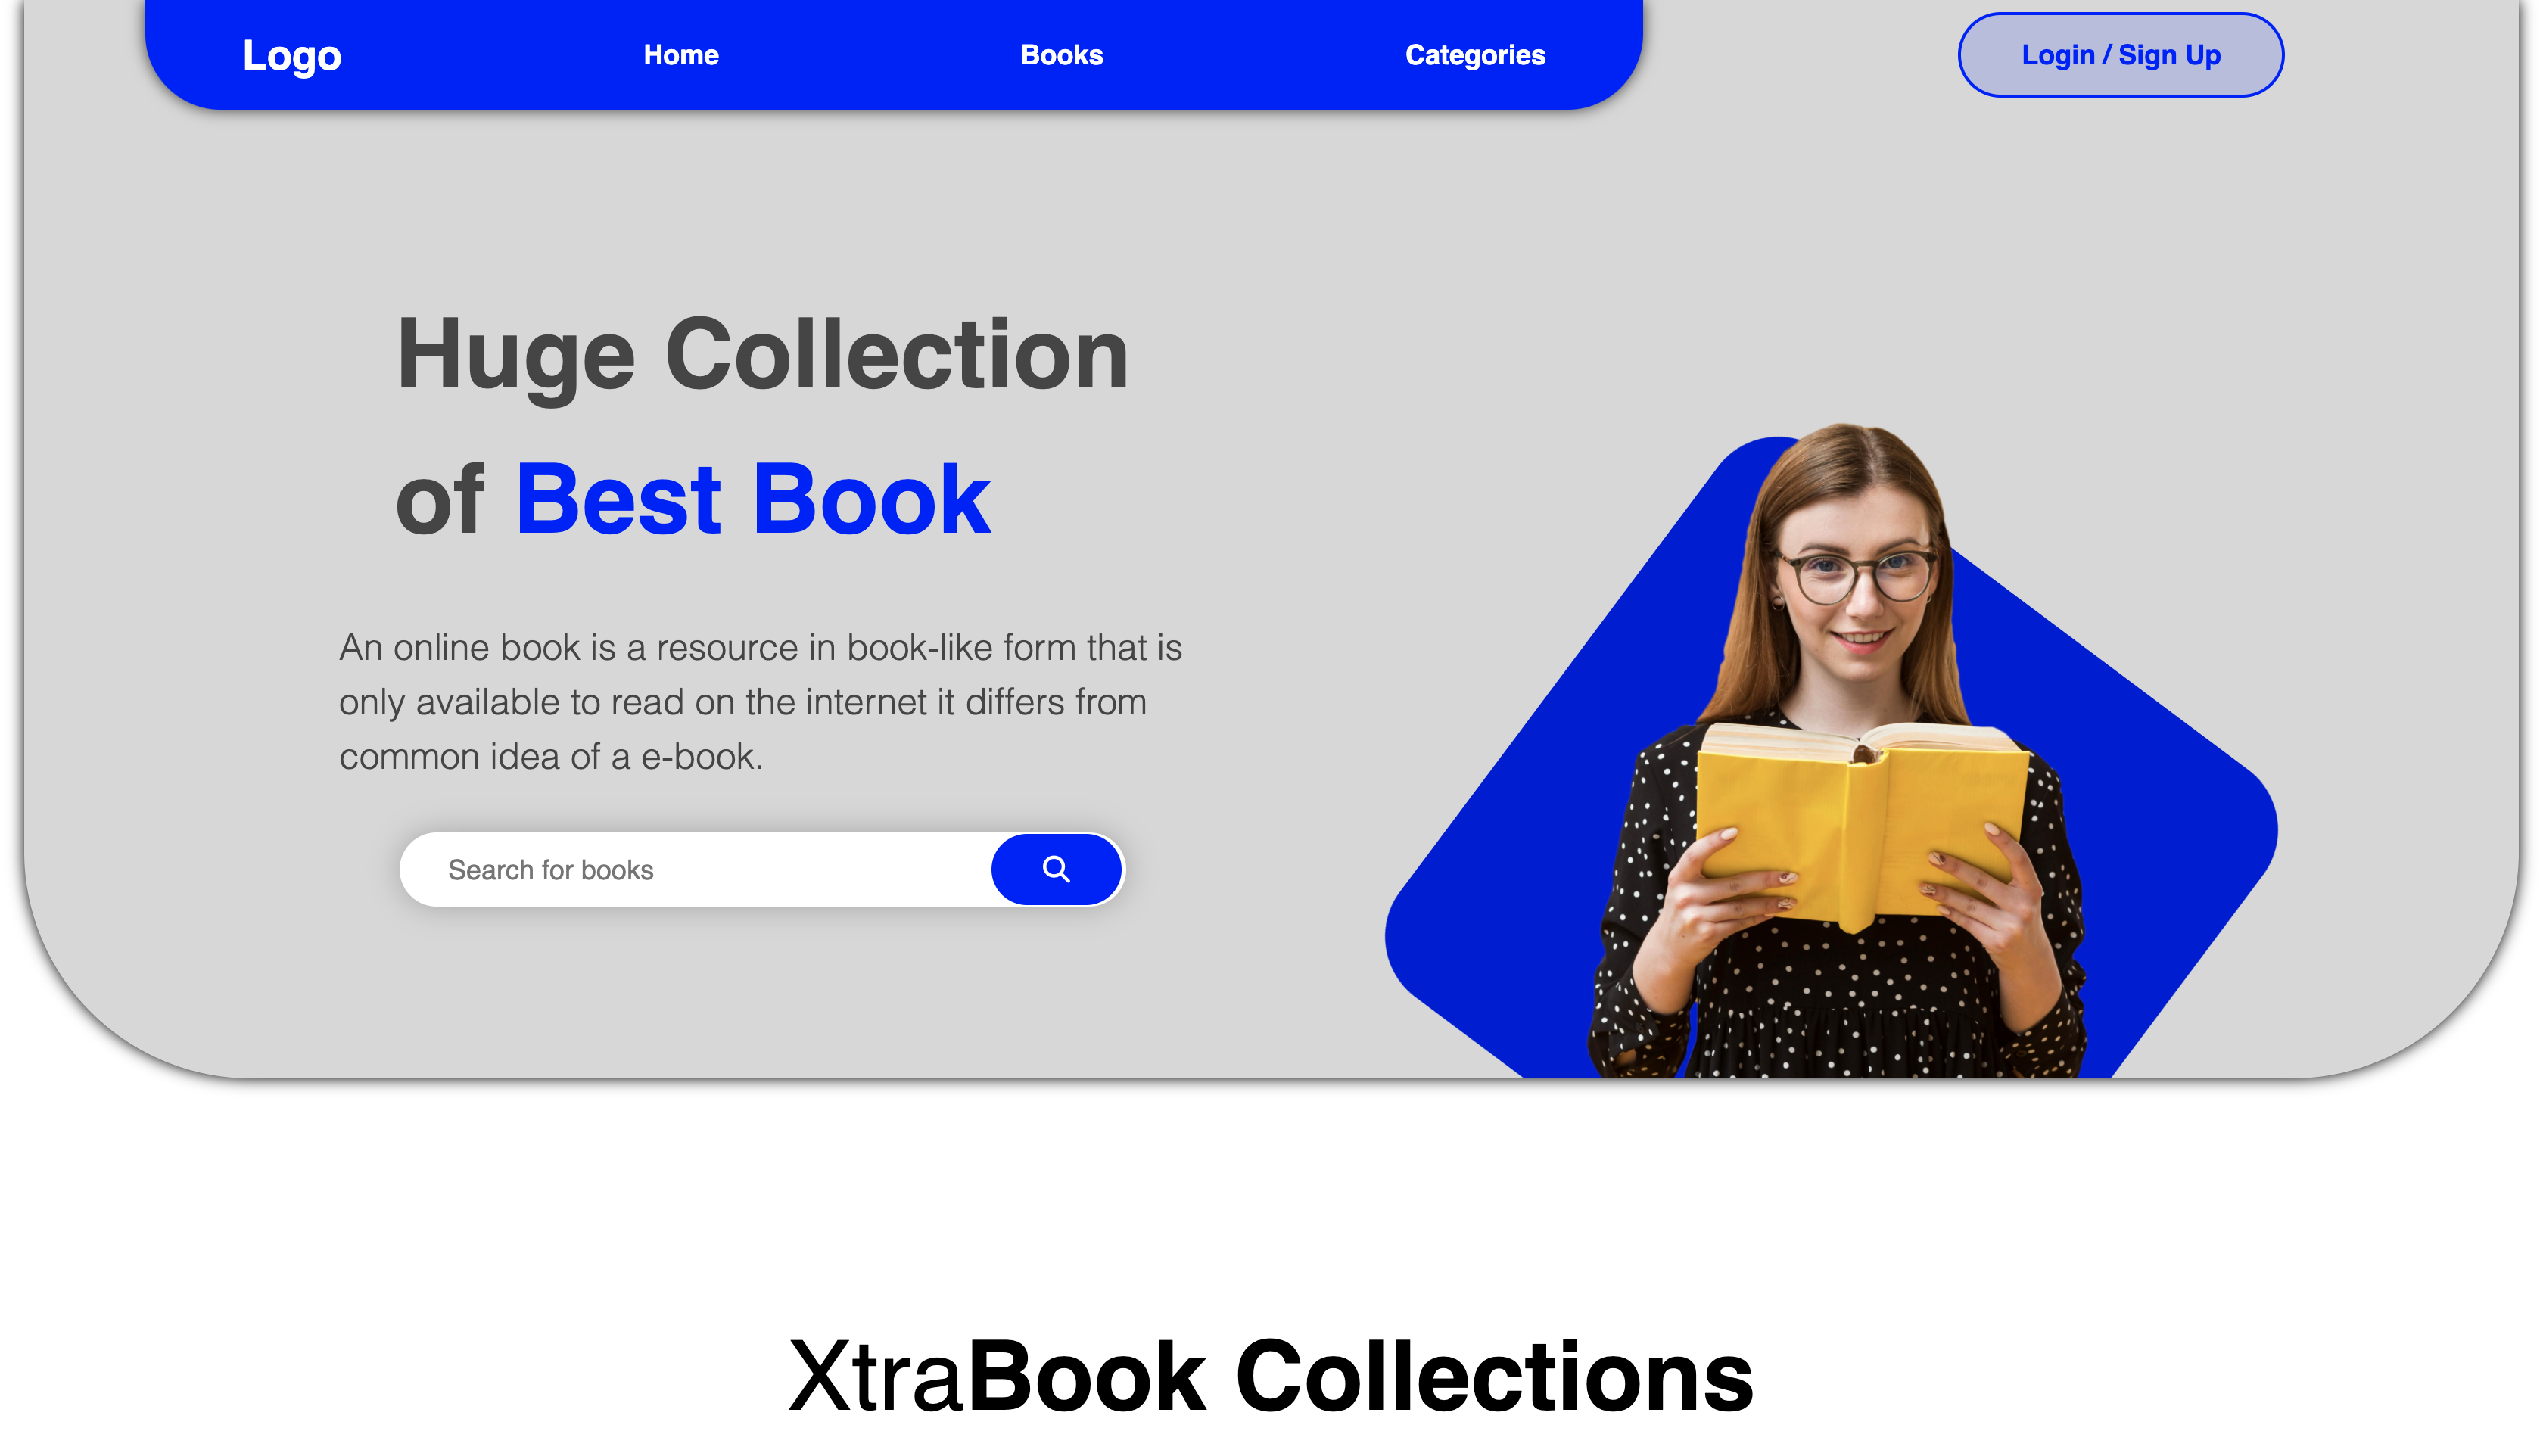 Logo
Home
Books
Categories
Login / Sign Up
Huge Collection
of Best Book
An online book is a resource in book-like form that is
only available to read on the internet it differs from
common idea of a e-book.
Search for books
XtraBook Collections